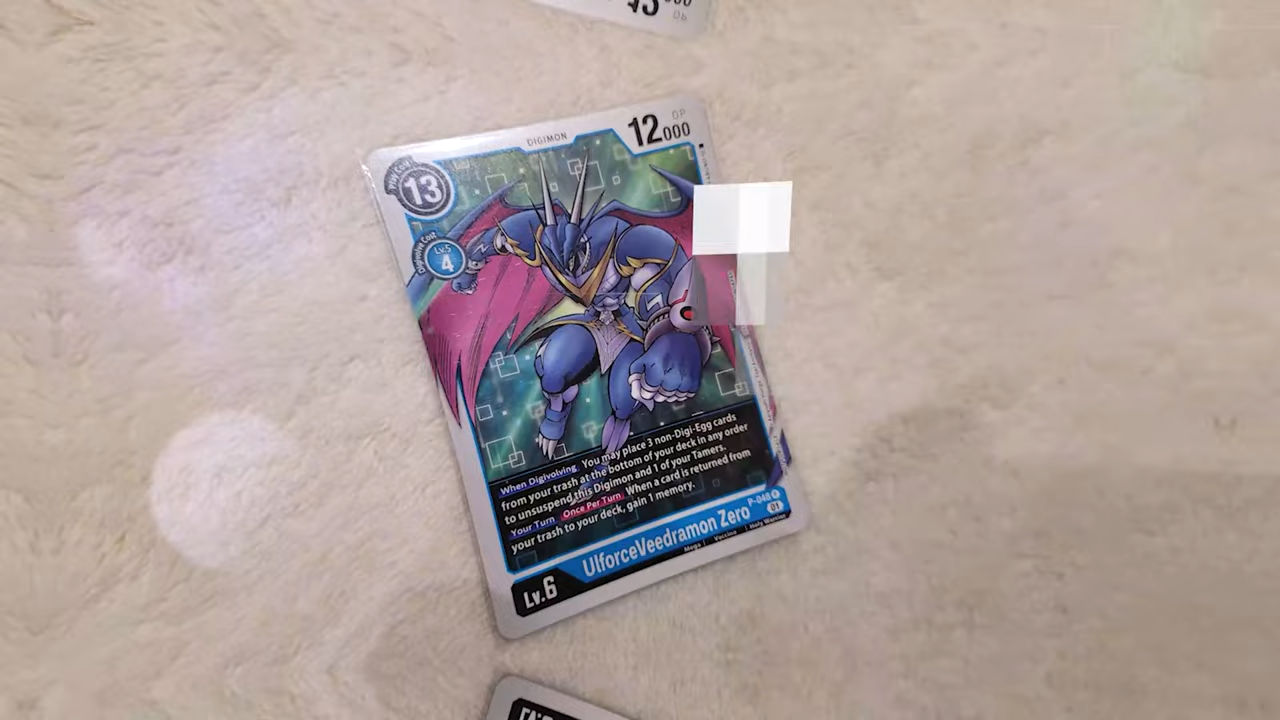 DIGIMON
DP
12000
Play Cost
13
Digivolve Cost
Lv.5
4
When Digivolving You may place 3 non-Digi-Egg cards
from your trash at the bottom of your deck in any order
to unsuspend this Digimon and 1 of your Tamers.
Your Turn Once Per Turn When a card is returned from
your trash to your deck, gain 1 memory.
P-048 P
01
UlforceVeedramon Zero
Lv.6
Mega | Vaccine | Holy Warrior